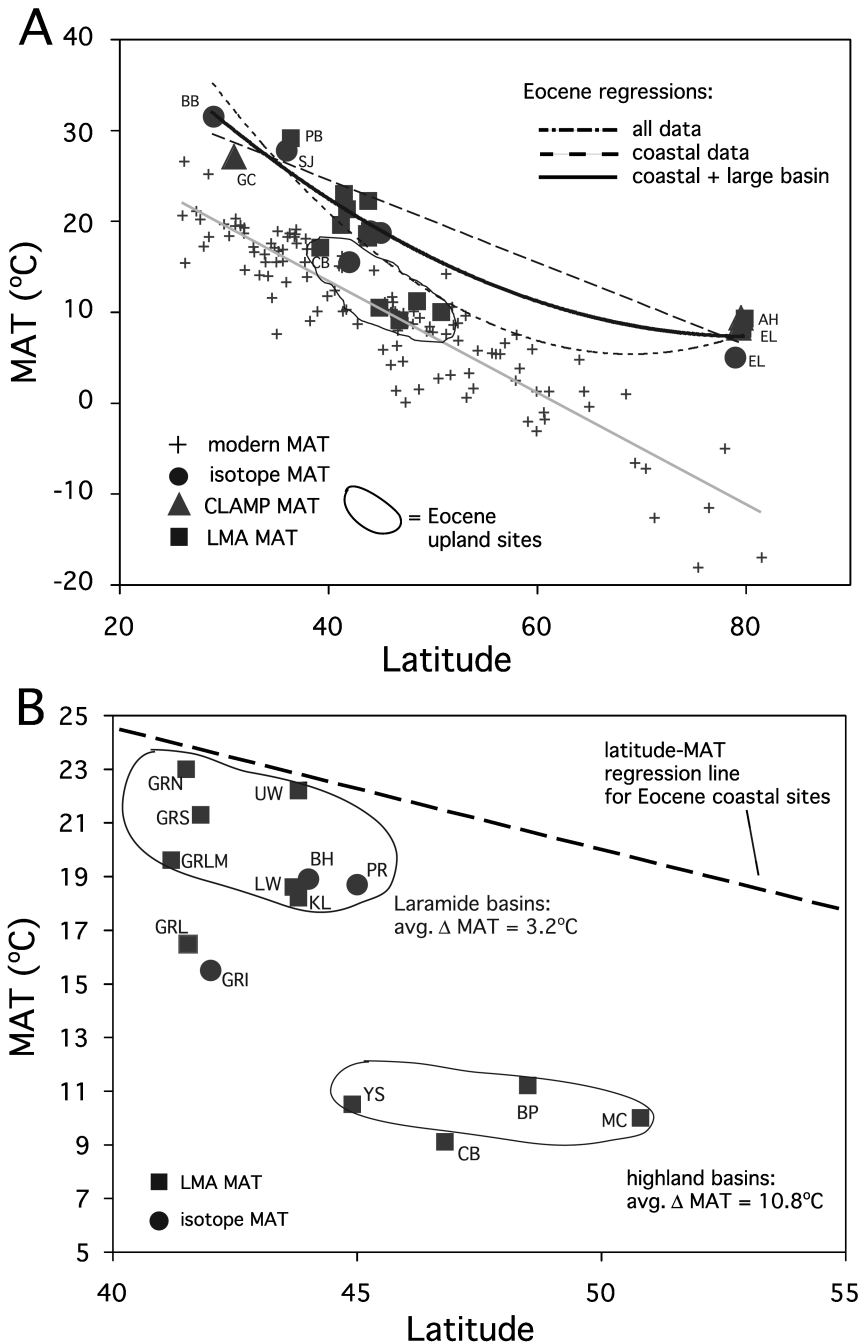 A
40
30
20
10
0
-10
-20
MAT (ºC)
BB
PB
SJ
GC
CB
AH
EL
EL
Eocene regressions:
all data
coastal data
coastal + large basin
modern MAT
isotope MAT
CLAMP MAT
LMA MAT
= Eocene
upland sites
20
40
60
80
Latitude
B
25
23
21
19
17
15
13
11
9
7
5
MAT (ºC)
latitude-MAT
regression line
for Eocene coastal sites
GRN
UW
GRS
GRLM
BH
PR
LW
KL
Laramide basins:
avg. Δ MAT = 3.2ºC
GRL
GRI
YS
BP
MC
CB
highland basins:
avg. Δ MAT = 10.8ºC
LMA MAT
isotope MAT
40
45
50
55
Latitude